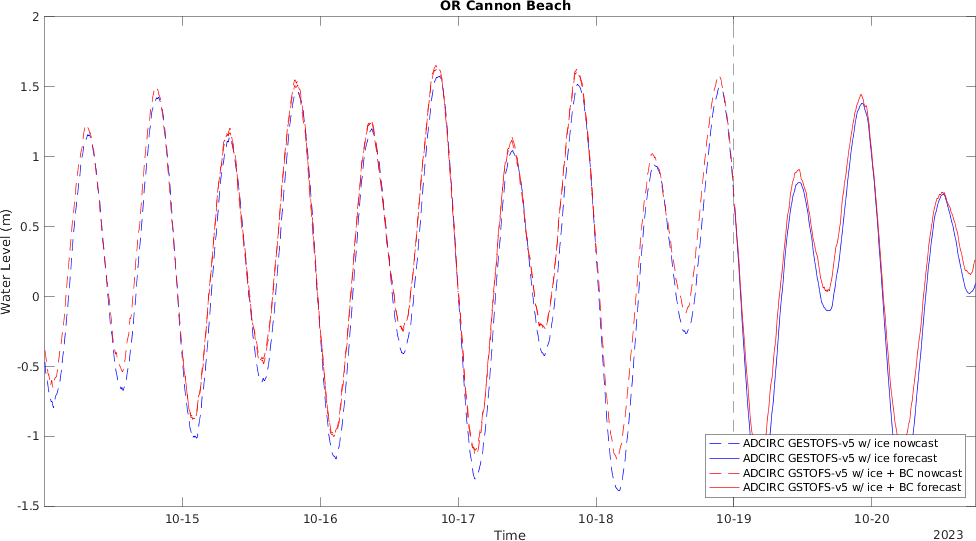 OR Cannon Beach
2
1.5
1
0.5
0
-0.5
-1
-1.5
Water Level (m)
10-15
10-16
10-17
10-18
10-19
10-20
Time
2023
ADCIRC GESTOFS-v5 w/ ice nowcast
ADCIRC GESTOFS-v5 w/ ice forecast
ADCIRC GSTOFS-v5 w/ ice + BC nowcast
ADCIRC GSTOFS-v5 w/ ice + BC forecast